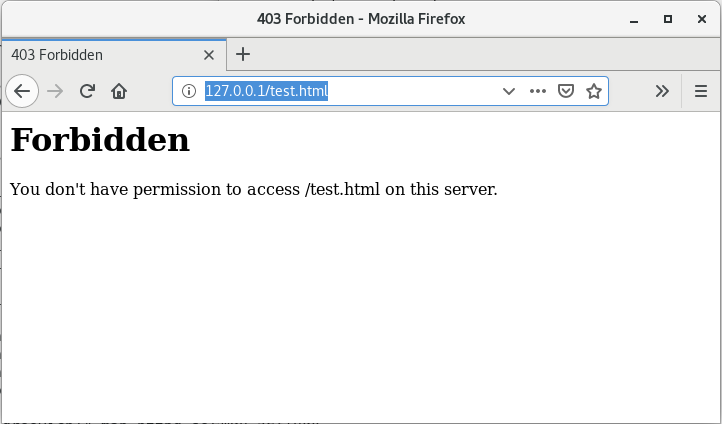 403 Forbidden - Mozilla Firefox
403 Forbidden
127.0.0.1/test.html
Forbidden
You don't have permission to access /test.html on this server.